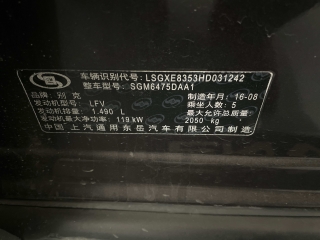 车辆识别代号: LSGXE8353HD031242
整车型号: SGM6475DAA1
品牌: 别克 制造年月: 16-08
发动机型号: LFV 乘坐人数: 5
发动机排量: 1.490 L 最大允许总质量:
发动机最大净功率: 119 kW 2050 kg
中国 上汽通用东岳汽车有限公司制造